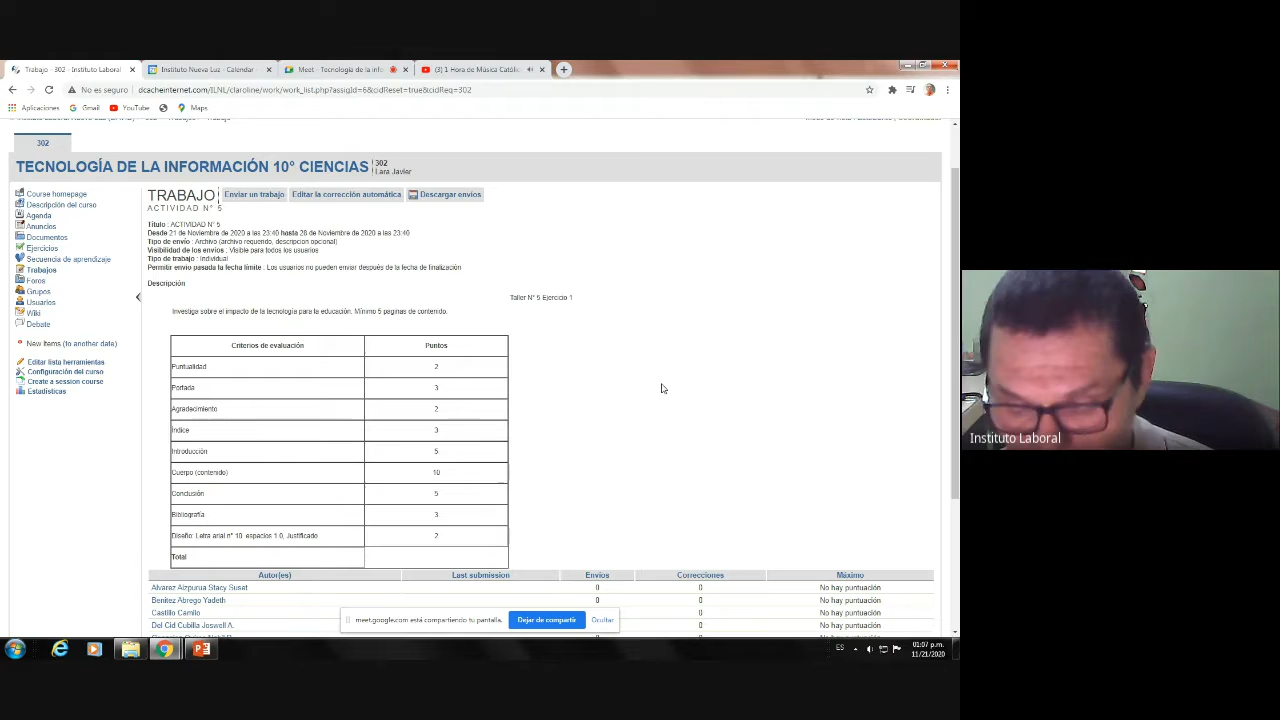 Trabajo - 302 - Instituto Laboral
Instituto Nueva Luz - Calendar
Meet - Tecnología de la inf
(3) 1 Hora de Música Catolic
No es seguro
dcacheinternet.com/ILNL/claroline/work/work_list.php?assigId=6&cidReset=true&cidReq=302
Aplicaciones
Gmail
YouTube
Maps
302
TECNOLOGÍA DE LA INFORMACIÓN 10° CIENCIAS
302
Lara Javier
Course homepage
Descripción del curso
Agenda
Anuncios
Documentos
Ejercicios
Secuencia de aprendizaje
Trabajos
Foros
Grupos
Usuarios
Wiki
Debate
New Items (to another date)
Editar lista herramientas
Configuración del curso
Create a session course
Estadísticas
TRABAJO
Enviar un trabajo
Editar la corrección automática
Descargar envíos
ACTIVIDAD N° 5
Título : ACTIVIDAD N° 5
Desde 21 de Noviembre de 2020 a las 23:40 hasta 28 de Noviembre de 2020 a las 23:40
Tipo de envío : Archivo (archivo requerido, descripcion opcional)
Visibilidad de los envíos : Visible para todos los usuarios
Tipo de trabajo : Individual
Permitir envío pasada la fecha límite : Los usuarios no pueden enviar después de la fecha de finalización
Descripción
Taller N° 5 Ejercicio 1
Investiga sobre el impacto de la tecnología para la educación. Mínimo 5 paginas de contenido.
Criterios de evaluación Puntos
Puntualidad 2
Portada 3
Agradecimiento 2
Índice 3
Introducción 5
Cuerpo (contenido) 10
Conclusión 5
Bibliografía 3
Diseño: Letra arial n° 10 espacios 1.0, Justificado 2
Total
Autor(es) Last submission Envíos Correcciones Máximo
Alvarez Aizpurua Stacy Suset 0 0 No hay puntuación
Benitez Abrego Yadeth 0 0 No hay puntuación
Castillo Camilo 0 0 No hay puntuación
Del Cid Cubilla Joswell A. 0 0 No hay puntuación
meet.google.com está compartiendo tu pantalla.
Dejar de compartir
Ocultar
ES
01:07 p.m.
11/21/2020
Instituto Laboral